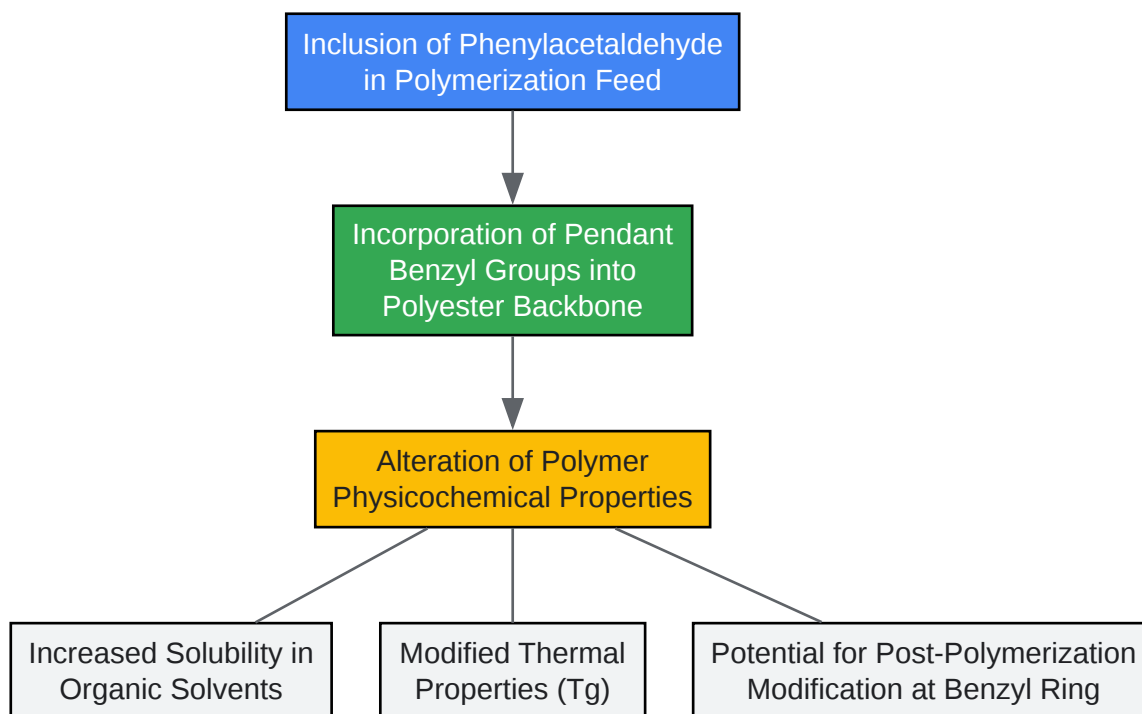 Inclusion of Phenylacetaldehyde
in Polymerization Feed
Incorporation of Pendant
Benzyl Groups into
Polyester Backbone
Alteration of Polymer
Physicochemical Properties
Increased Solubility in
Organic Solvents
Modified Thermal
Properties (Tg)
Potential for Post-Polymerization
Modification at Benzyl Ring